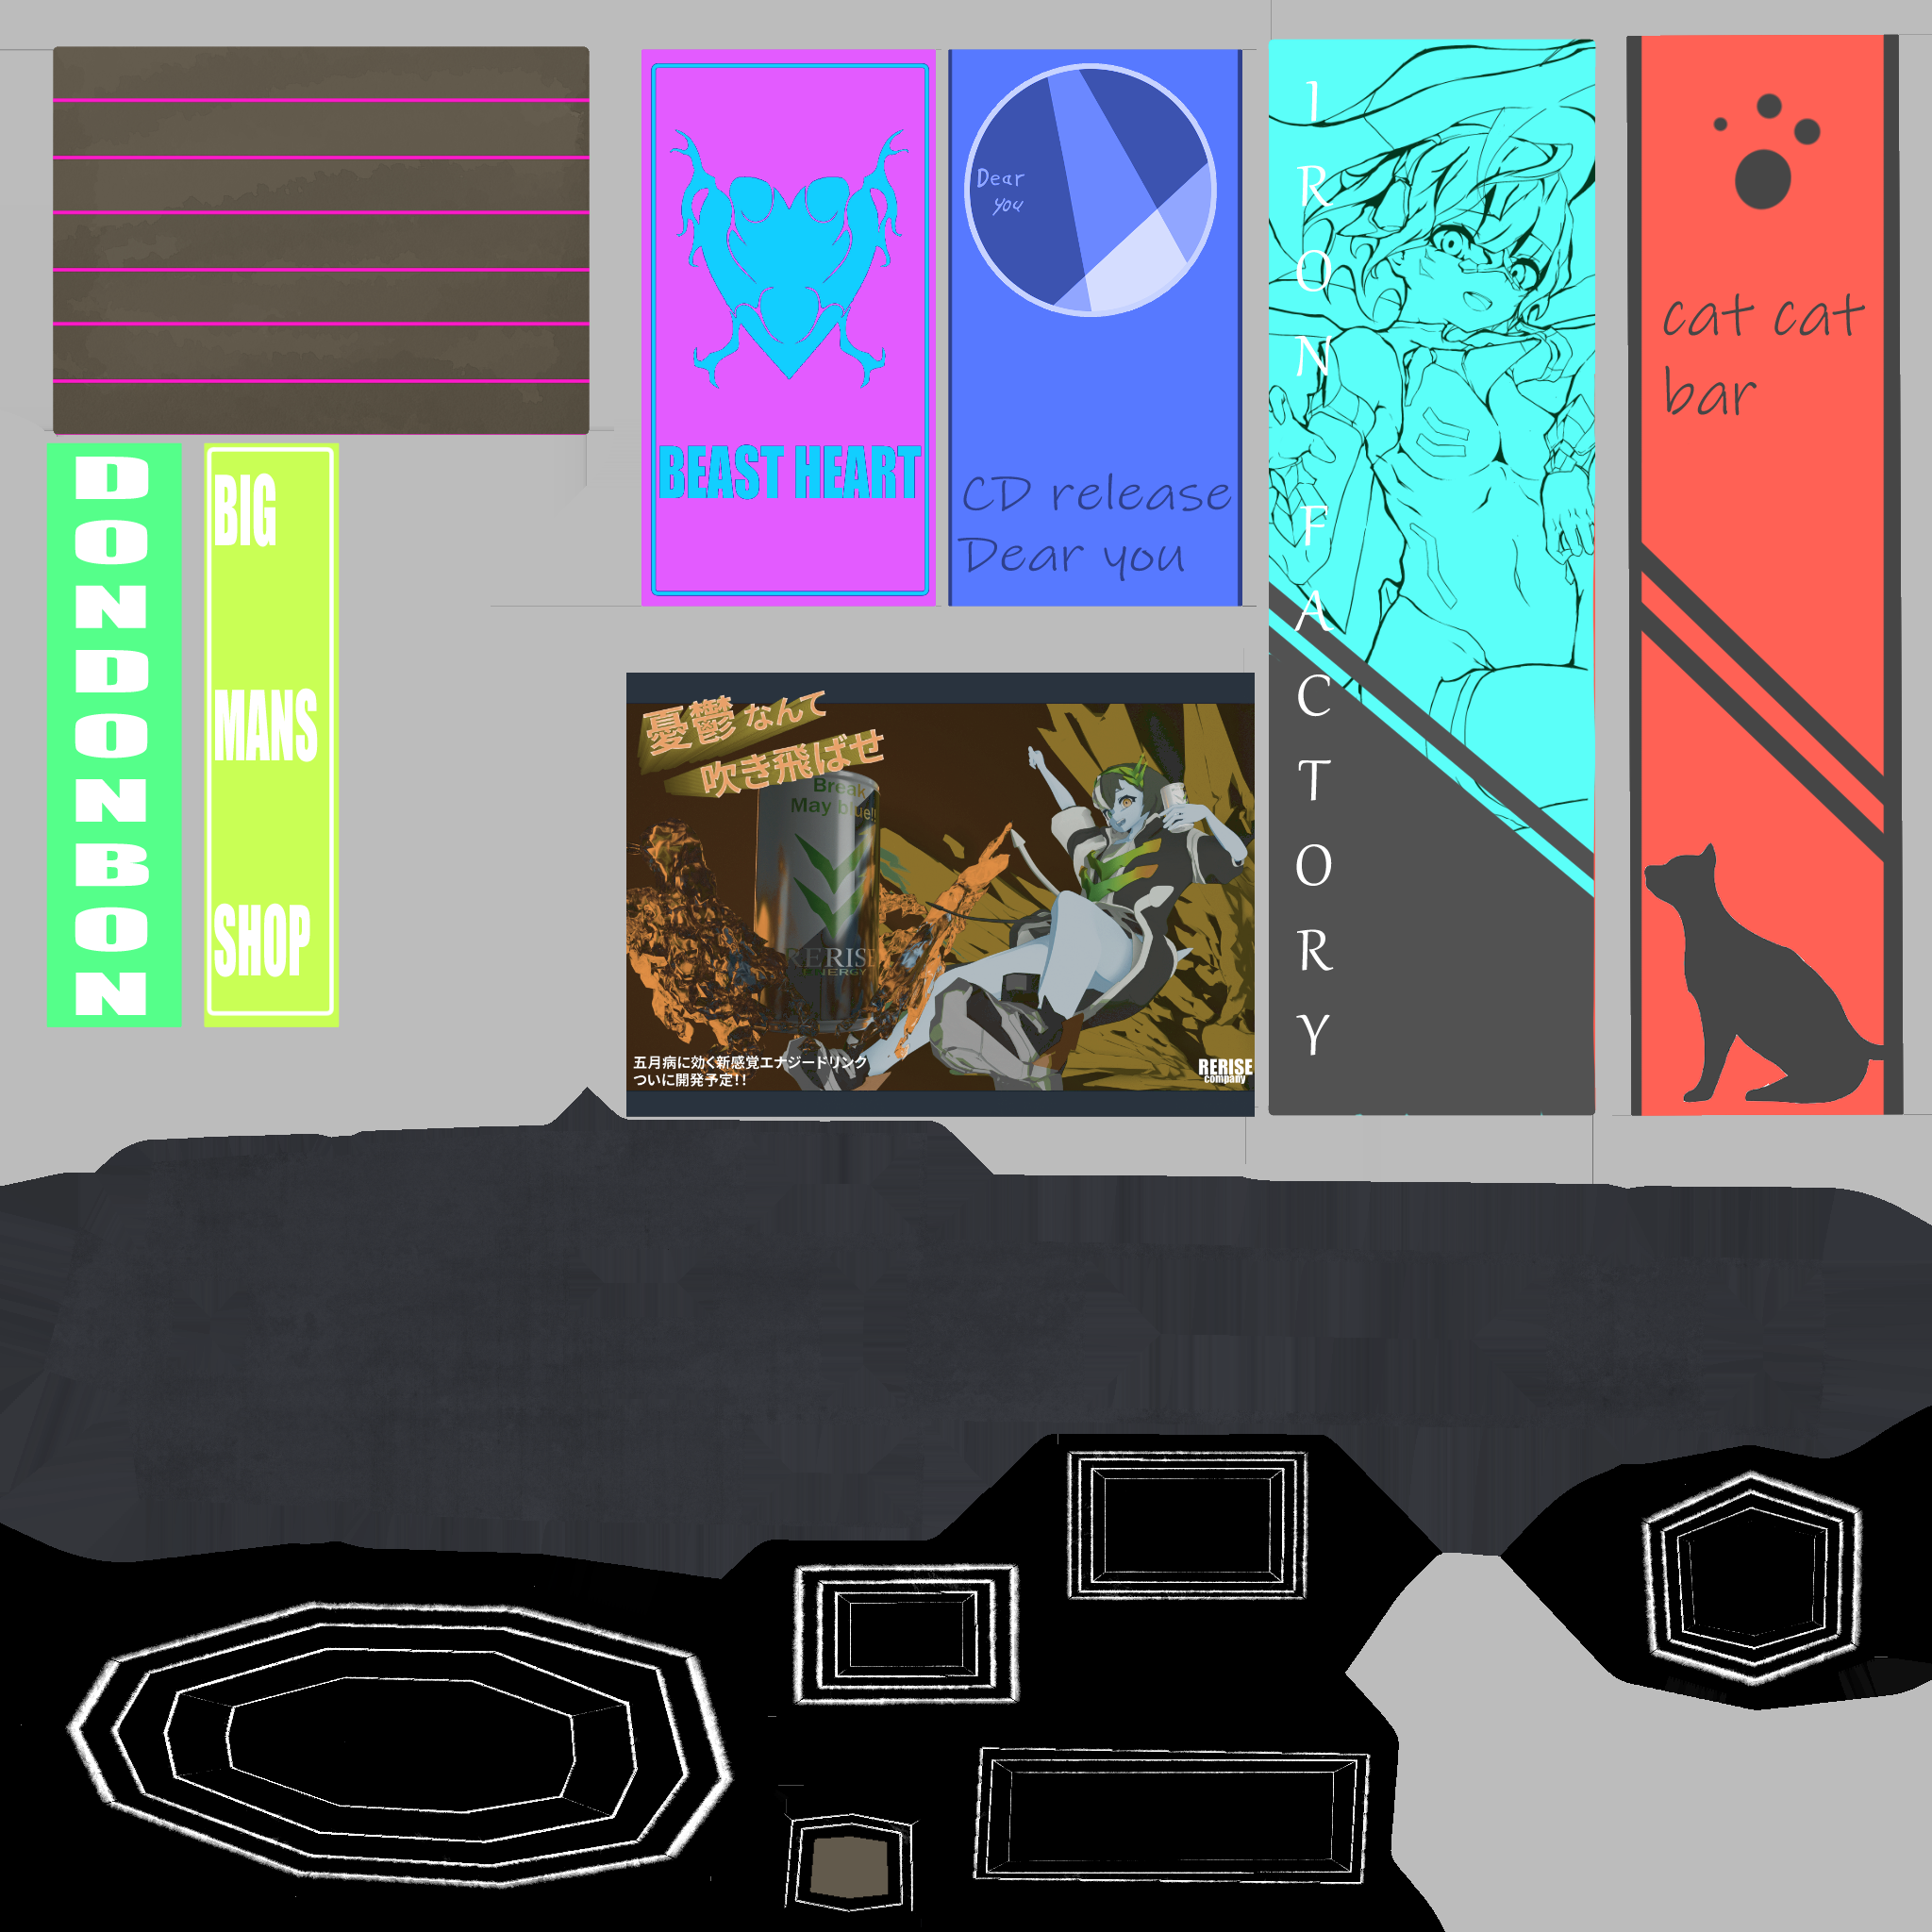 DONDONBON
BIG
MANS
SHOP
BEAST HEART
Dear
you
CD release
Dear you
IRON FACTORY
cat cat
bar
憂鬱なんて
吹き飛ばせ
Break
May blue!!
RERISE
ENERGY
五月病に効く新感覚エナジードリンク
ついに開発予定!!
RERISE
company